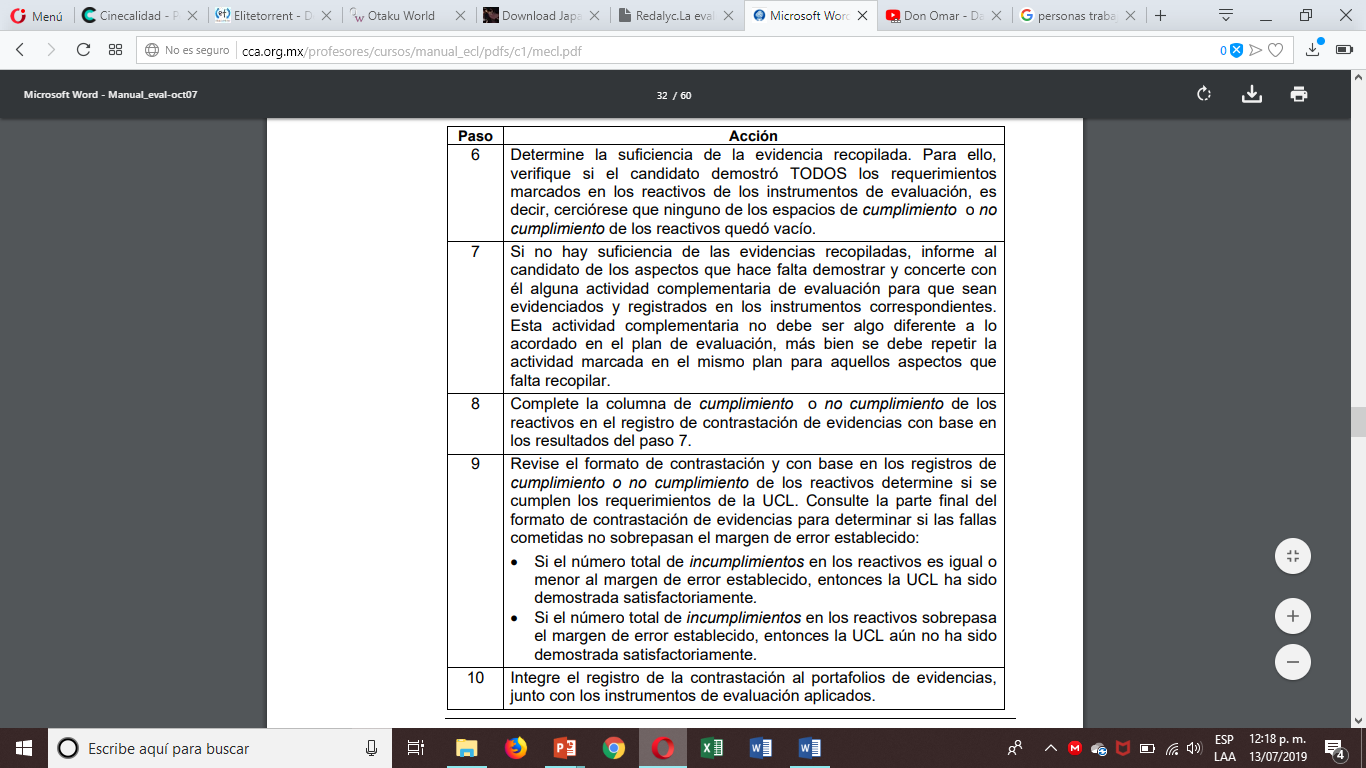 Menú
Cinecalidad - P
Elitetorrent - D
Otaku World
Download Japa
Redalyc.La eval
Microsoft Word
Don Omar - Da
personas traba
No es seguro
cca.org.mx/profesores/cursos/manual_ecl/pdfs/c1/mecl.pdf
0
Microsoft Word - Manual_eval-oct07
32 / 60
Paso Acción
6 Determine la suficiencia de la evidencia recopilada. Para ello,
verifique si el candidato demostró TODOS los requerimientos
marcados en los reactivos de los instrumentos de evaluación, es
decir, cerciórese que ninguno de los espacios de cumplimiento o no
cumplimiento de los reactivos quedó vacío.
7 Si no hay suficiencia de las evidencias recopiladas, informe al
candidato de los aspectos que hace falta demostrar y concerte con
él alguna actividad complementaria de evaluación para que sean
evidenciados y registrados en los instrumentos correspondientes.
Esta actividad complementaria no debe ser algo diferente a lo
acordado en el plan de evaluación, más bien se debe repetir la
actividad marcada en el mismo plan para aquellos aspectos que
falta recopilar.
8 Complete la columna de cumplimiento o no cumplimiento de los
reactivos en el registro de contrastación de evidencias con base en
los resultados del paso 7.
9 Revise el formato de contrastación y con base en los registros de
cumplimiento o no cumplimiento de los reactivos determine si se
cumplen los requerimientos de la UCL. Consulte la parte final del
formato de contrastación de evidencias para determinar si las fallas
cometidas no sobrepasan el margen de error establecido:
• Si el número total de incumplimientos en los reactivos es igual o
menor al margen de error establecido, entonces la UCL ha sido
demostrada satisfactoriamente.
• Si el número total de incumplimientos en los reactivos sobrepasa
el margen de error establecido, entonces la UCL aún no ha sido
demostrada satisfactoriamente.
10 Integre el registro de la contrastación al portafolios de evidencias,
junto con los instrumentos de evaluación aplicados.
Escribe aquí para buscar
ESP
LAA
12:18 p. m.
13/07/2019
4